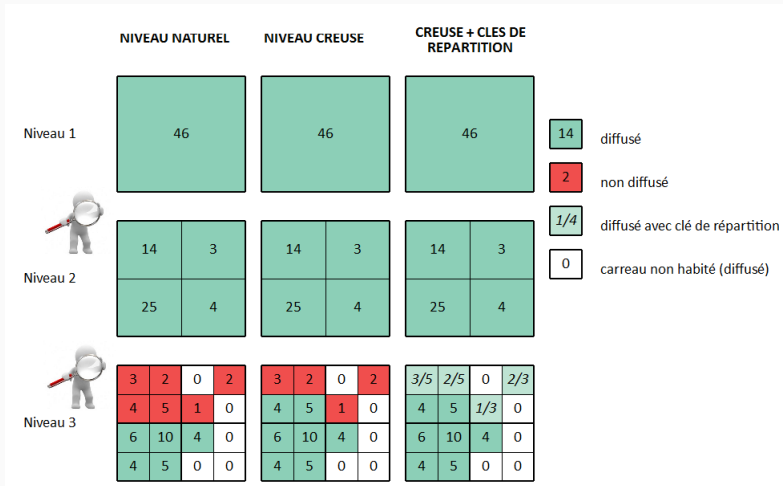 NIVEAU NATUREL NIVEAU CREUSE CREUSE + CLES DE
REPARTITION
Niveau 1 46 46 46
14 diffusé
2 non diffusé
1/4 diffusé avec clé de répartition
0 carreau non habité (diffusé)
Niveau 2
14 3 14 3 14 3
25 4 25 4 25 4
Niveau 3
3 2 0 2 3 2 0 2 3/5 2/5 0 2/3
4 5 1 0 4 5 1 0 4 5 1/3 0
6 10 4 0 6 10 4 0 6 10 4 0
4 5 0 0 4 5 0 0 4 5 0 0